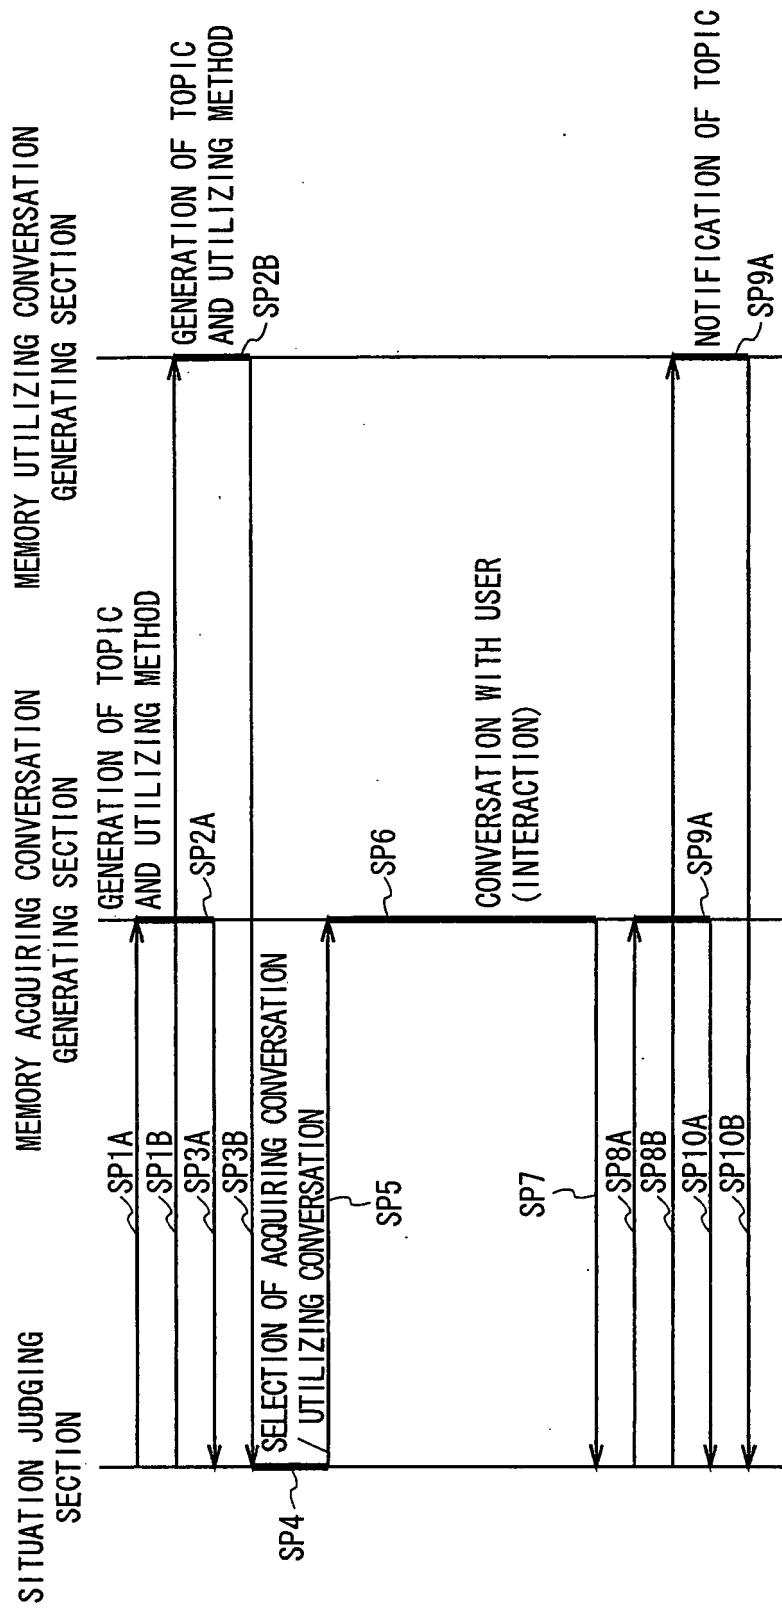 SITUATION JUDGING
SECTION
MEMORY ACQUIRING CONVERSATION
GENERATING SECTION
MEMORY UTILIZING CONVERSATION
GENERATING SECTION
SP1A
GENERATION OF TOPIC
AND UTILIZING METHOD
SP2A
SP1B
GENERATION OF TOPIC
AND UTILIZING METHOD
SP2B
SP3A
SP3B
SP4
SELECTION OF ACQUIRING CONVERSATION
/ UTILIZING CONVERSATION
SP5
SP6
CONVERSATION WITH USER
(INTERACTION)
SP7
SP8A
SP8B
SP9A
NOTIFICATION OF TOPIC
SP9A
SP10A
SP10B